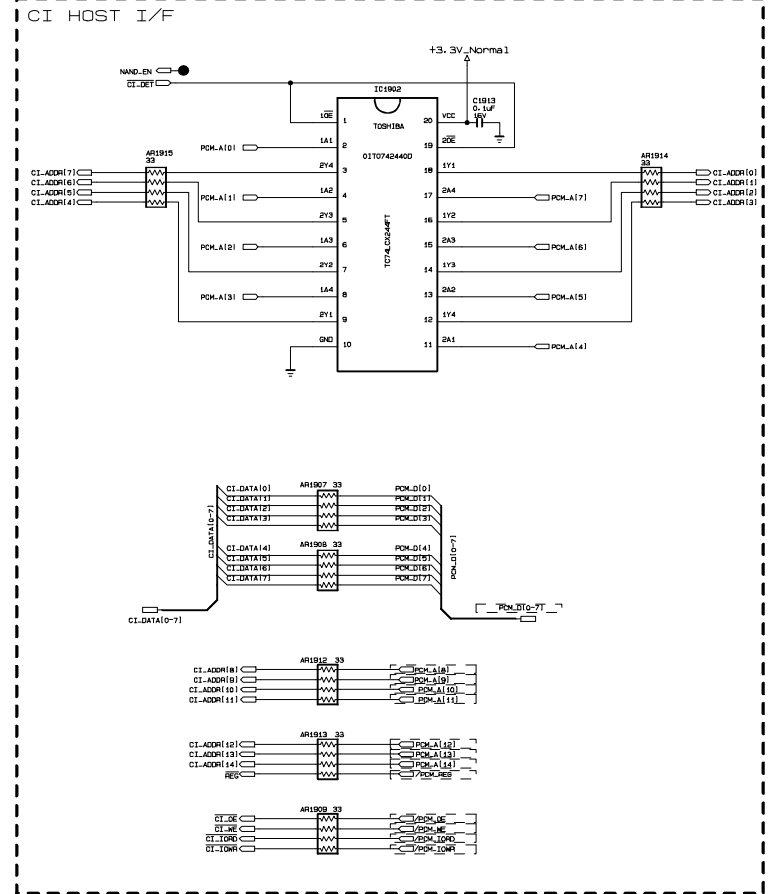 CI HOST I/F
+3.3V_Normal
NAND_EN
CI_DET
IC1902
C1913
0.1uF
16V
TOSHIBA
0IT0742440D
TC74LCX244FT
1OE 1
1A1 2
2Y4 3
1A2 4
2Y3 5
1A3 6
2Y2 7
1A4 8
2Y1 9
GND 10
20 VCC
19 2OE
18 1Y1
17 2A4
16 1Y2
15 2A3
14 1Y3
13 2A2
12 1Y4
11 2A1
PCM_A[0]
PCM_A[1]
PCM_A[2]
PCM_A[3]
PCM_A[7]
PCM_A[6]
PCM_A[5]
PCM_A[4]
AR1915
33
CI_ADDR[7]
CI_ADDR[6]
CI_ADDR[5]
CI_ADDR[4]
AR1914
33
CI_ADDR[0]
CI_ADDR[1]
CI_ADDR[2]
CI_ADDR[3]
AR1907 33
CI_DATA[0] PCM_D[0]
CI_DATA[1] PCM_D[1]
CI_DATA[2] PCM_D[2]
CI_DATA[3] PCM_D[3]
AR1908 33
CI_DATA[4] PCM_D[4]
CI_DATA[5] PCM_D[5]
CI_DATA[6] PCM_D[6]
CI_DATA[7] PCM_D[7]
CI_DATA[0-7]
PCM_D[0-7]
CI_DATA[0-7]
PCM_D[0-7]
AR1912 33
CI_ADDR[8] PCM_A[8]
CI_ADDR[9] PCM_A[9]
CI_ADDR[10] PCM_A[10]
CI_ADDR[11] PCM_A[11]
AR1913 33
CI_ADDR[12] PCM_A[12]
CI_ADDR[13] PCM_A[13]
CI_ADDR[14] PCM_A[14]
REG /PCM_REG
AR1909 33
CI_OE /PCM_OE
CI_WE /PCM_WE
CI_IORD /PCM_IORD
CI_IOWR /PCM_IOWR